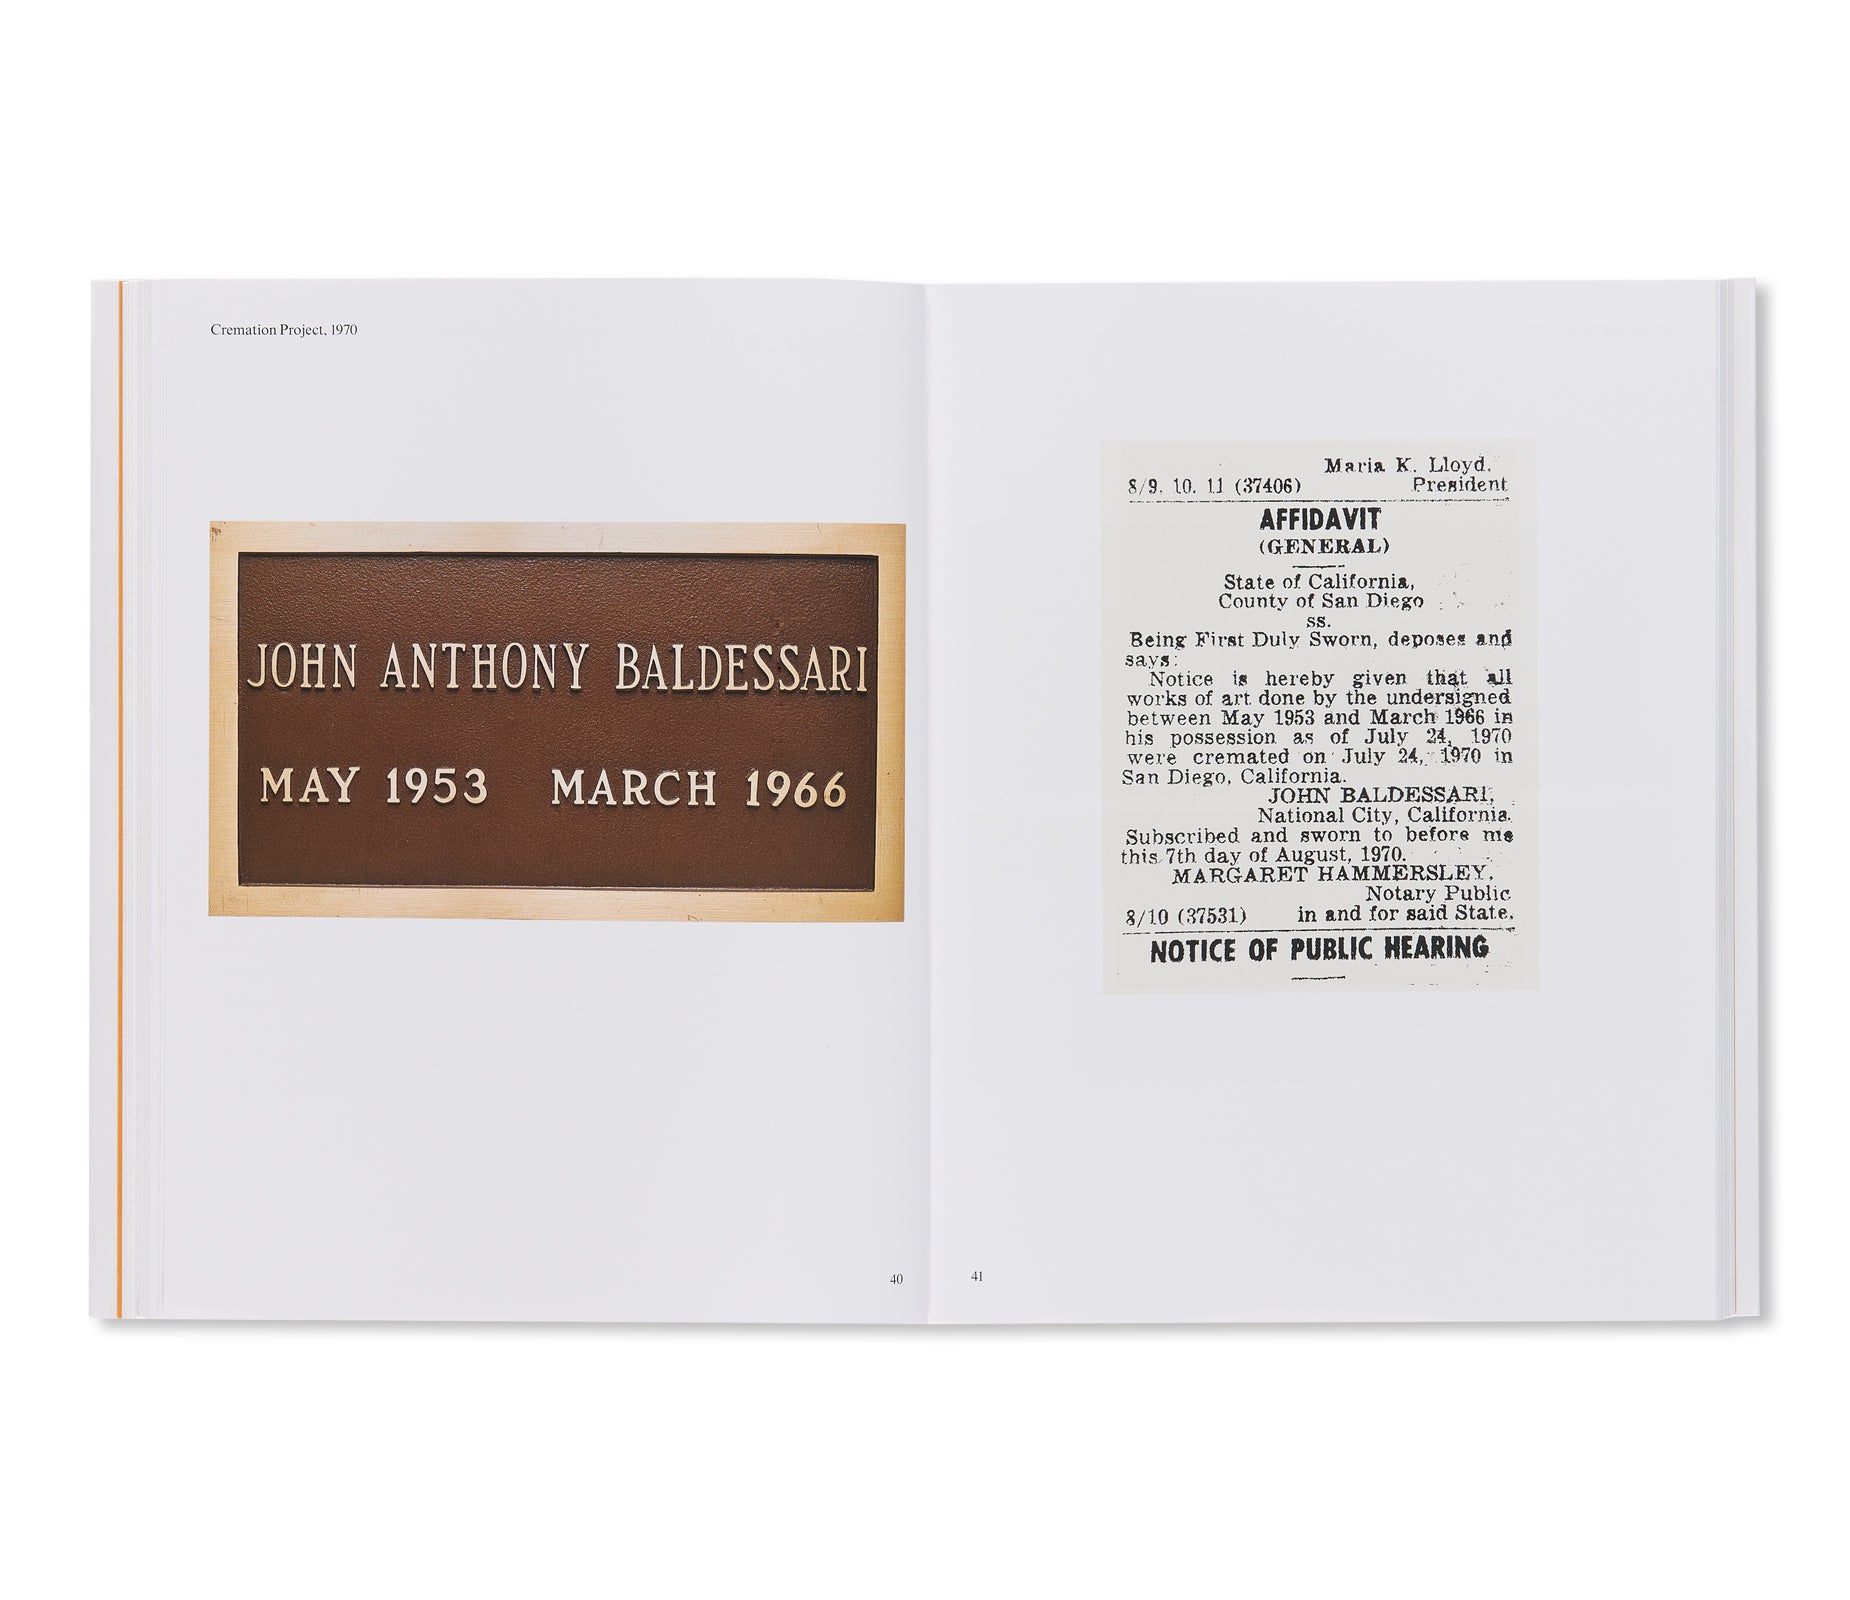 Cremation Project, 1970
JOHN ANTHONY BALDESSARI
MAY 1953 MARCH 1966
40
Maria K. Lloyd,
8/9, 10, 11 (37406) President
AFFIDAVIT
(GENERAL)
State of California,
County of San Diego
ss.
Being First Duly Sworn, deposes and
says:
Notice is hereby given that all
works of art done by the undersigned
between May 1953 and March 1966 in
his possession as of July 24, 1970
were cremated on July 24, 1970 in
San Diego, California.
JOHN BALDESSARI,
National City, California.
Subscribed and sworn to before me
this 7th day of August, 1970.
MARGARET HAMMERSLEY,
Notary Public
8/10 (37531) in and for said State.
NOTICE OF PUBLIC HEARING
41